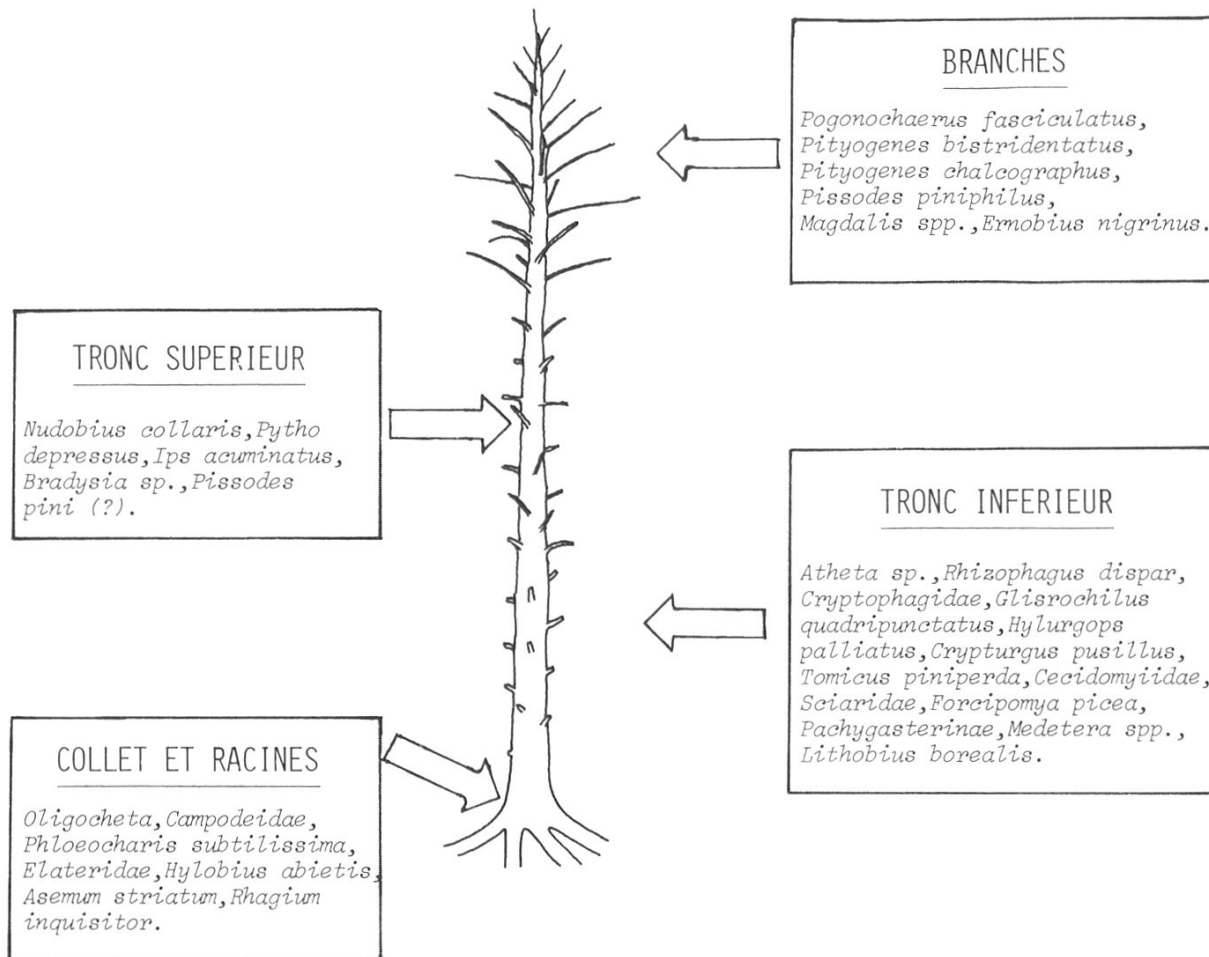 BRANCHES
Pogonochaerus fasciculatus,
Pityogenes bistridentatus,
Pityogenes chalcographus,
Pissodes piniphilus,
Magdalis spp.,Ernobius nigrinus.
TRONC SUPERIEUR
Nudobius collaris,Pytho
depressus,Ips acuminatus,
Bradysia sp.,Pissodes
pini (?).
TRONC INFERIEUR
Atheta sp.,Rhizophagus dispar,
Cryptophagidae,Glisrochilus
quadripunctatus,Hylurgops
palliatus,Crypturgus pusillus,
Tomicus piniperda,Cecidomyiidae,
Sciaridae,Forcipomya picea,
Pachygasterinae,Medetera spp.,
Lithobius borealis.
COLLET ET RACINES
Oligocheta,Campodeidae,
Phloeocharis subtilissima,
Elateridae,Hylobius abietis,
Asemum striatum,Rhagium
inquisitor.